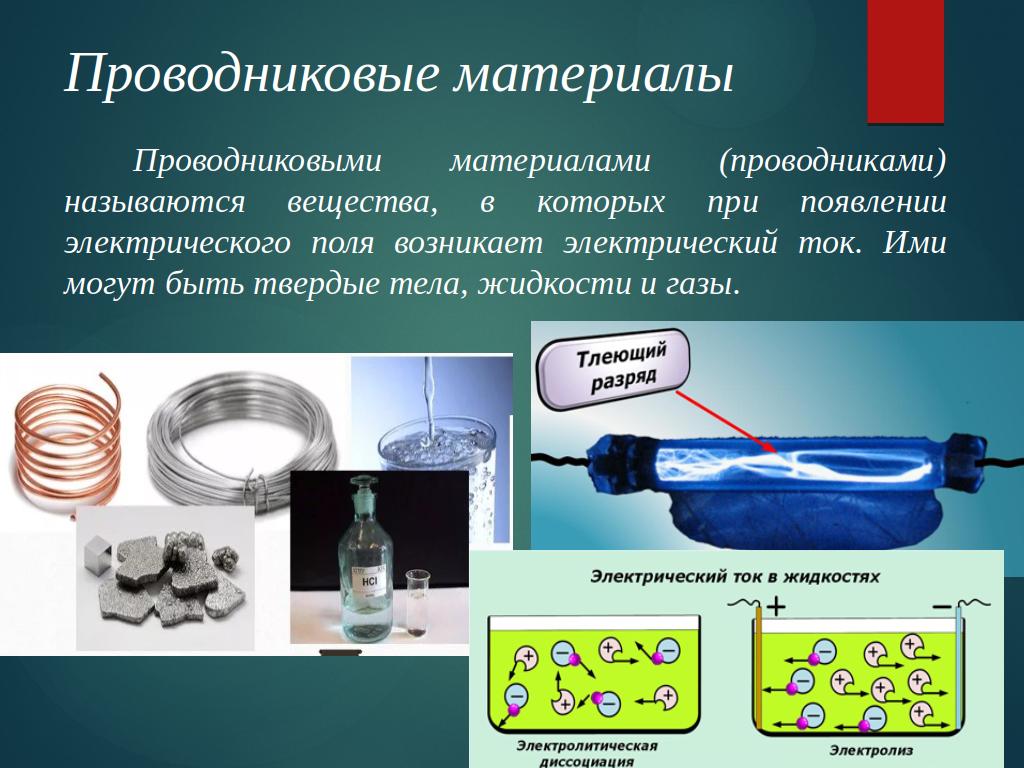 Проводниковые материалы
Проводниковыми материалами (проводниками)
называются вещества, в которых при появлении
электрического поля возникает электрический ток. Ими
могут быть твердые тела, жидкости и газы.
Тлеющий
разряд
HCl
Электрический ток в жидкостях
+ −
Электролитическая
диссоциация
Электролиз